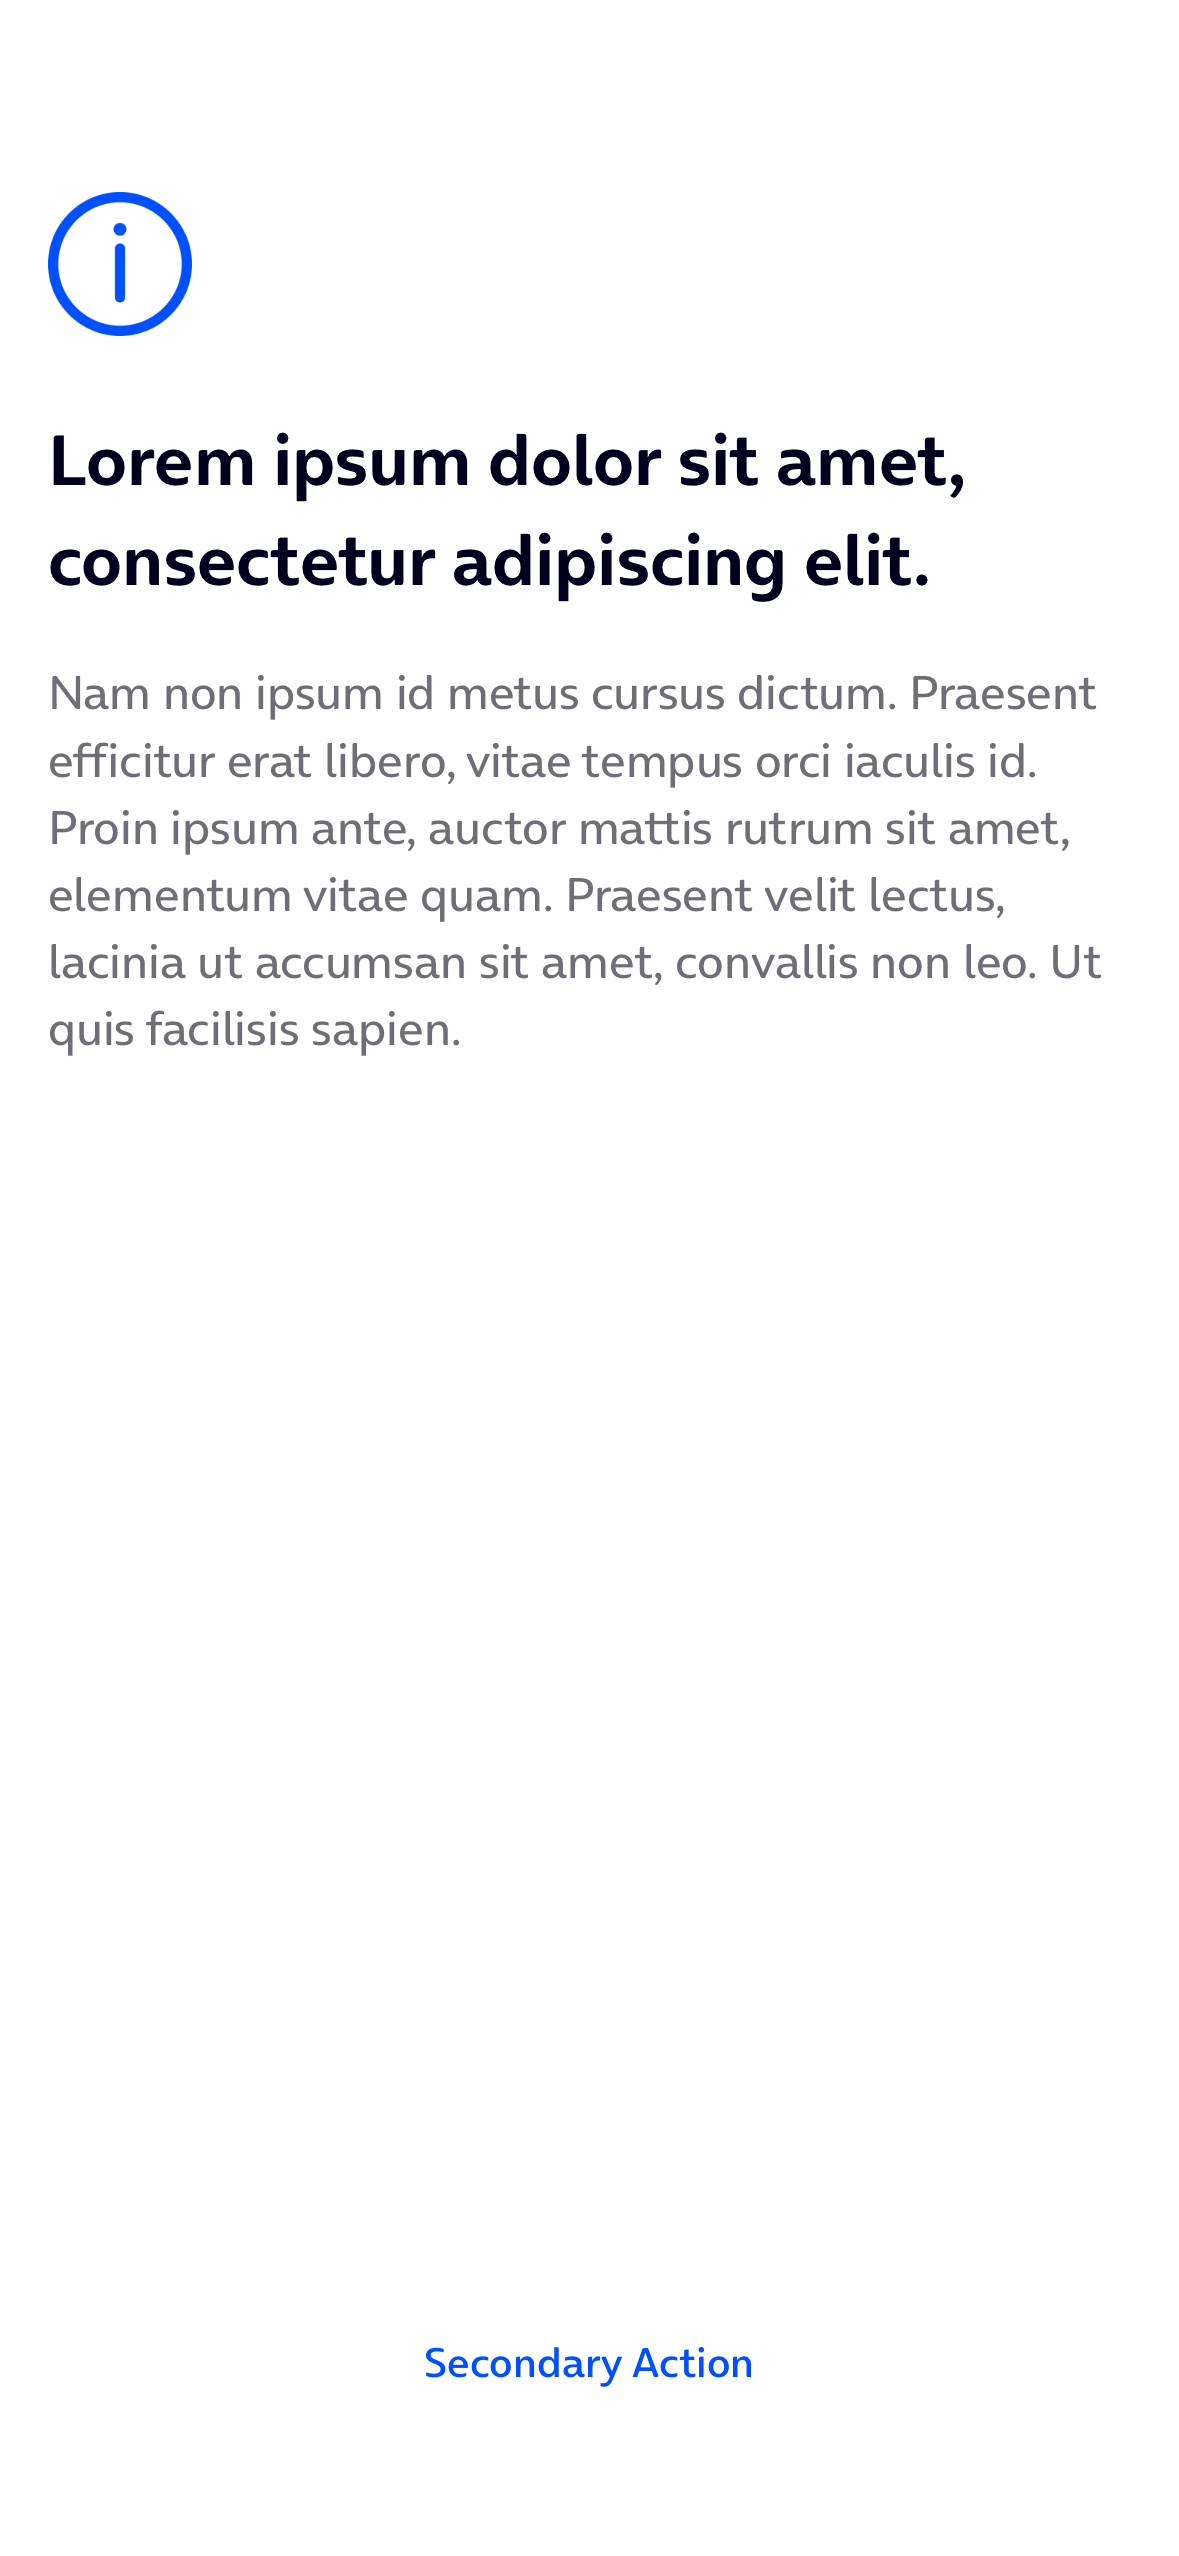 Lorem ipsum dolor sit amet,
consectetur adipiscing elit.
Nam non ipsum id metus cursus dictum. Praesent
efficitur erat libero, vitae tempus orci iaculis id.
Proin ipsum ante, auctor mattis rutrum sit amet,
elementum vitae quam. Praesent velit lectus,
lacinia ut accumsan sit amet, convallis non leo. Ut
quis facilisis sapien.
Secondary Action